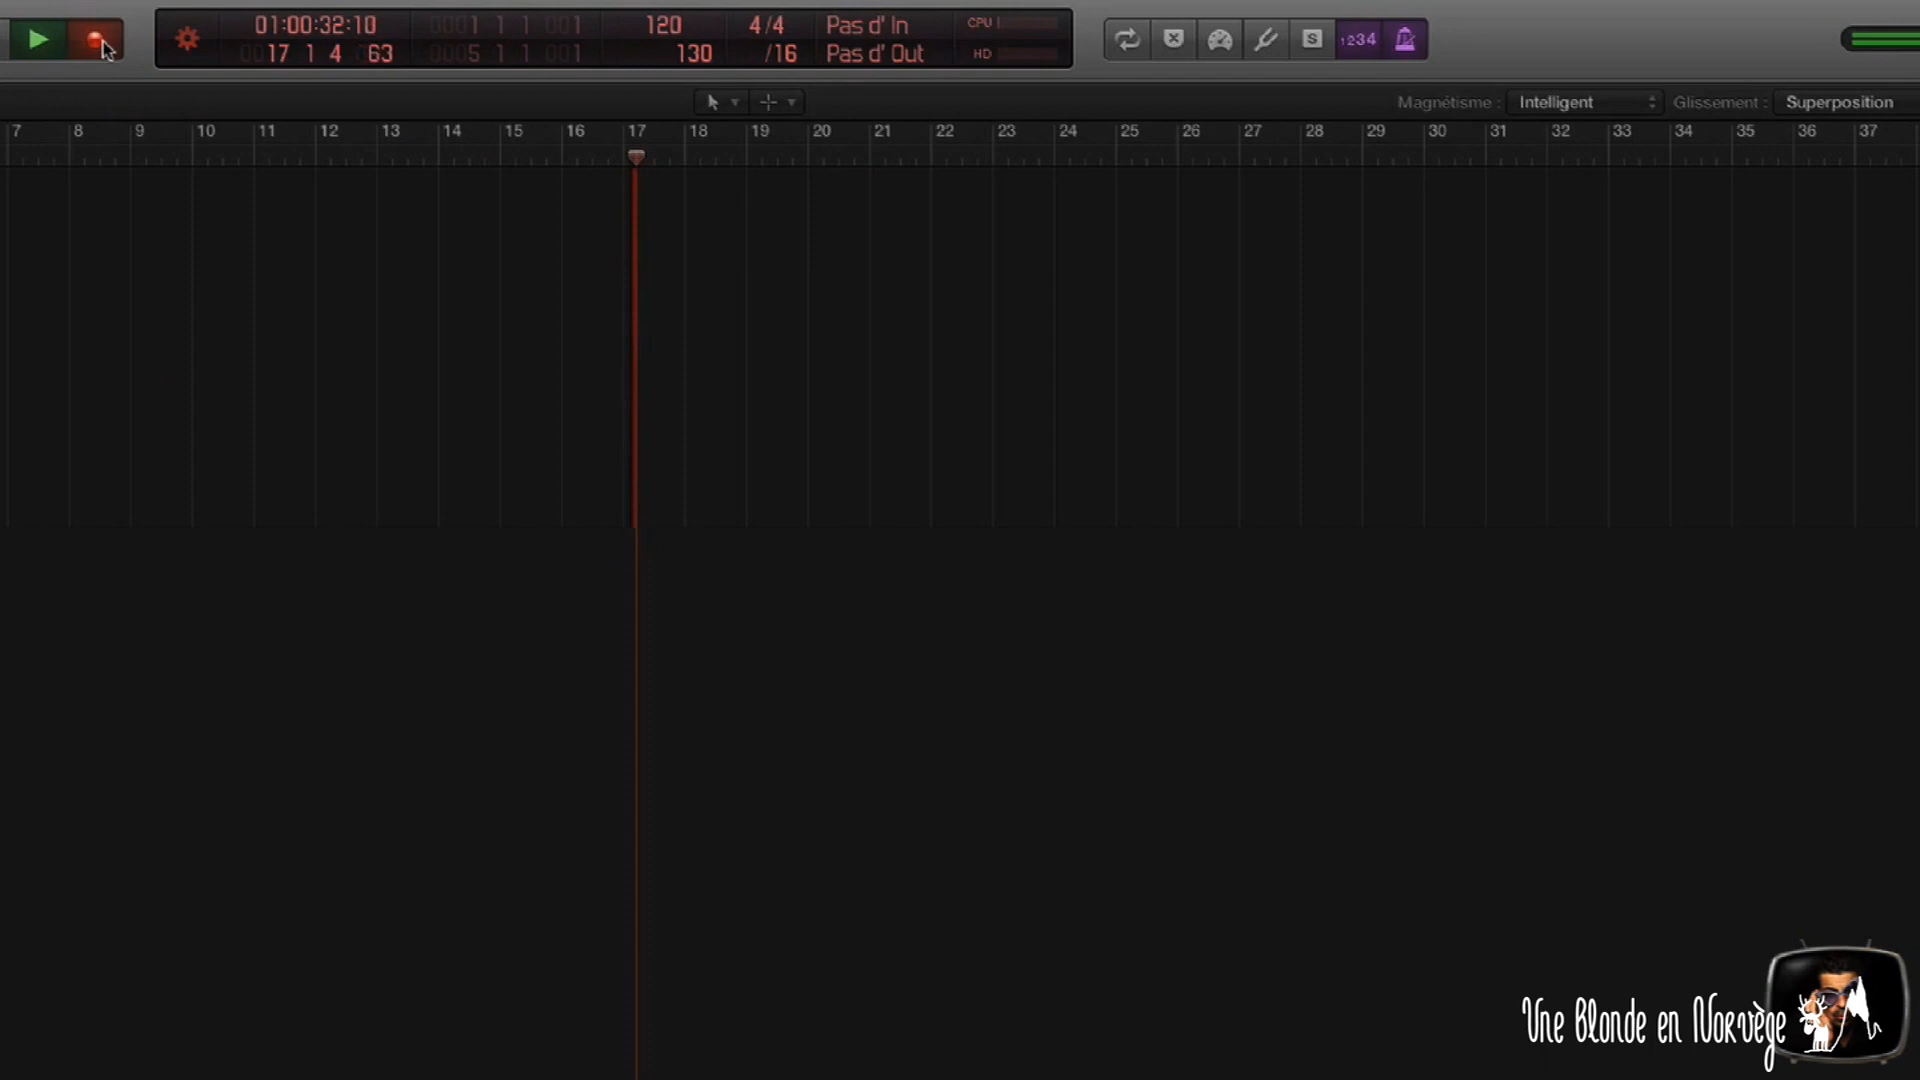 01:00:32:10 0001 1 1 001 120 4/4 Pas d' In CPU
0017 1 4 63 0005 1 1 001 130 /16 Pas d' Out HD
S 1234
Magnétisme : Intelligent Glissement : Superposition
7 8 9 10 11 12 13 14 15 16 17 18 19 20 21 22 23 24 25 26 27 28 29 30 31 32 33 34 35 36 37
Une Blonde en Norvège